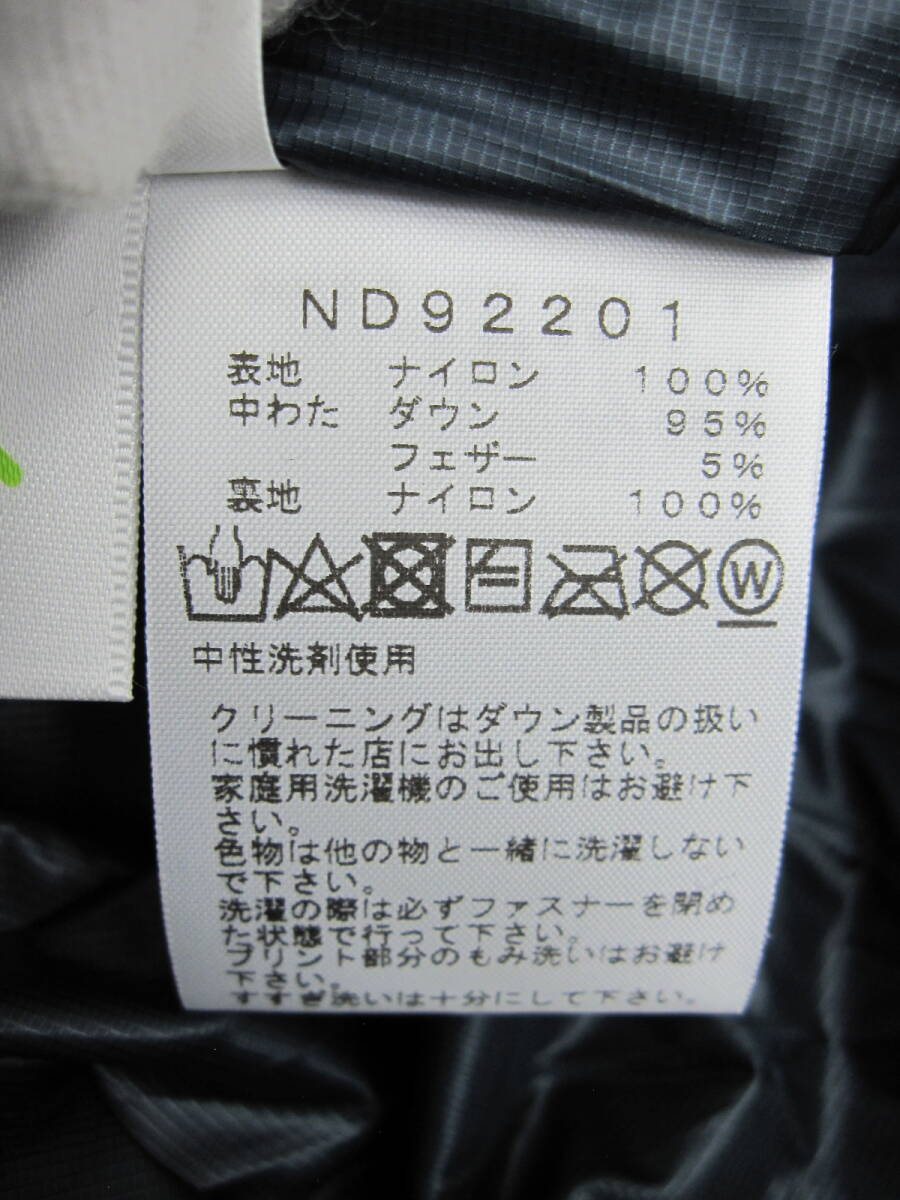 ND92201
表地 ナイロン 100%
中わた ダウン 95%
フェザー 5%
裏地 ナイロン 100%
W
中性洗剤使用
クリーニングはダウン製品の扱い
に慣れた店にお出し下さい。
家庭用洗濯機のご使用はお避け下
さい。
色物は他の物と一緒に洗濯しない
で下さい。
洗濯の際は必ずファスナーを閉め
た状態で行って下さい。
プリント部分のもみ洗いはお避け
下さい。
すすぎ洗いは十分にして下さい。